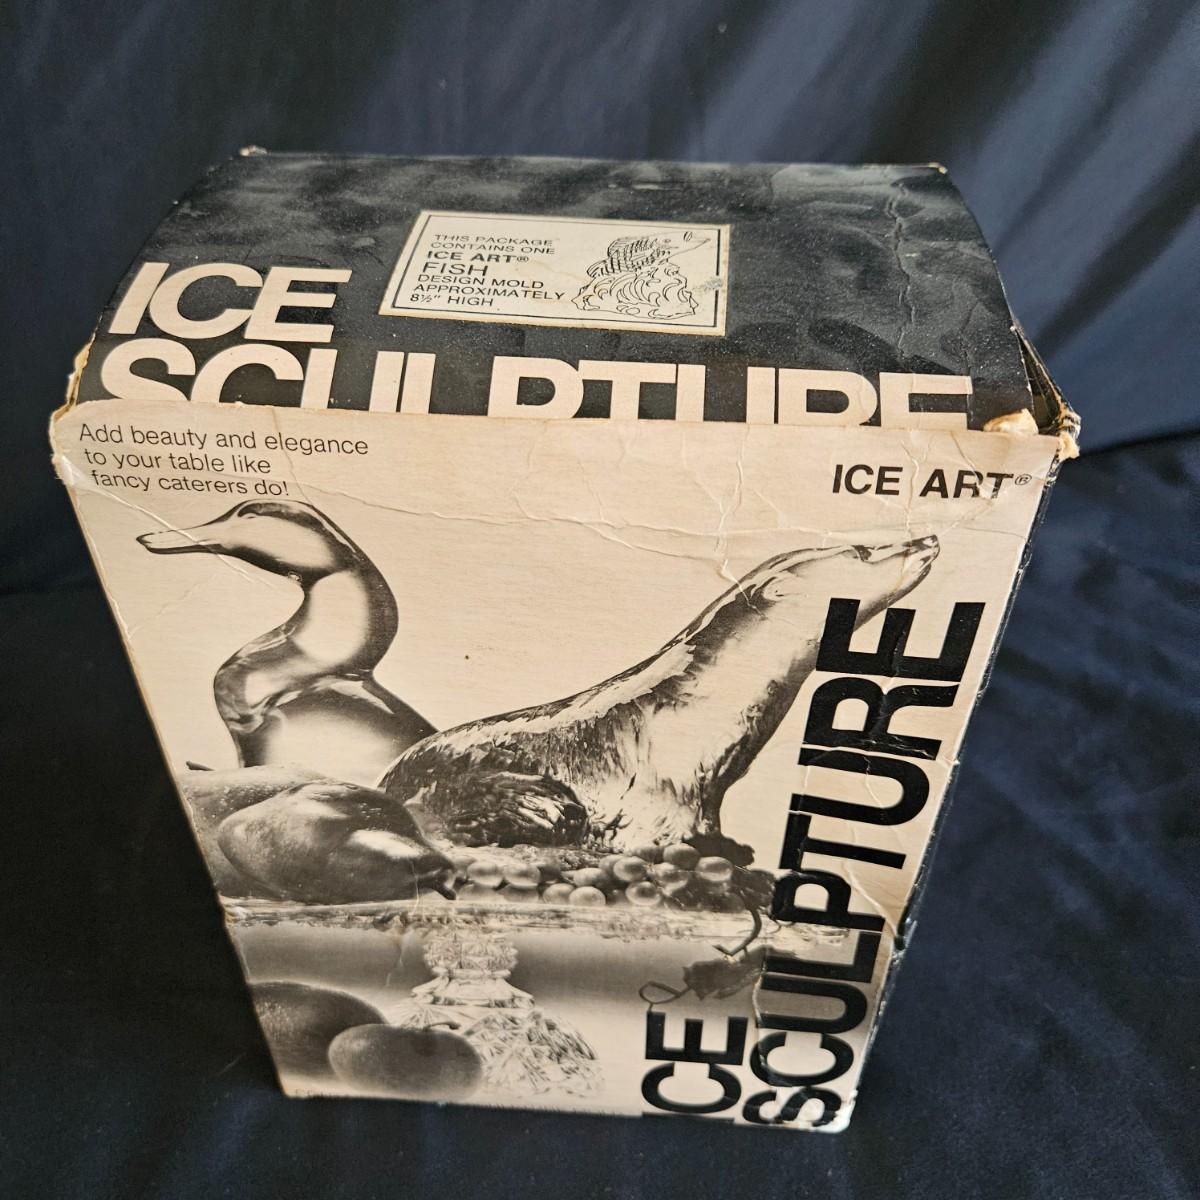 THIS PACKAGE
CONTAINS ONE
ICE ART®
FISH
DESIGN MOLD
APPROXIMATELY
8½" HIGH
ICE
SCULPTURE
Add beauty and elegance
to your table like
fancy caterers do!
ICE ART®
ICE
SCULPTURE